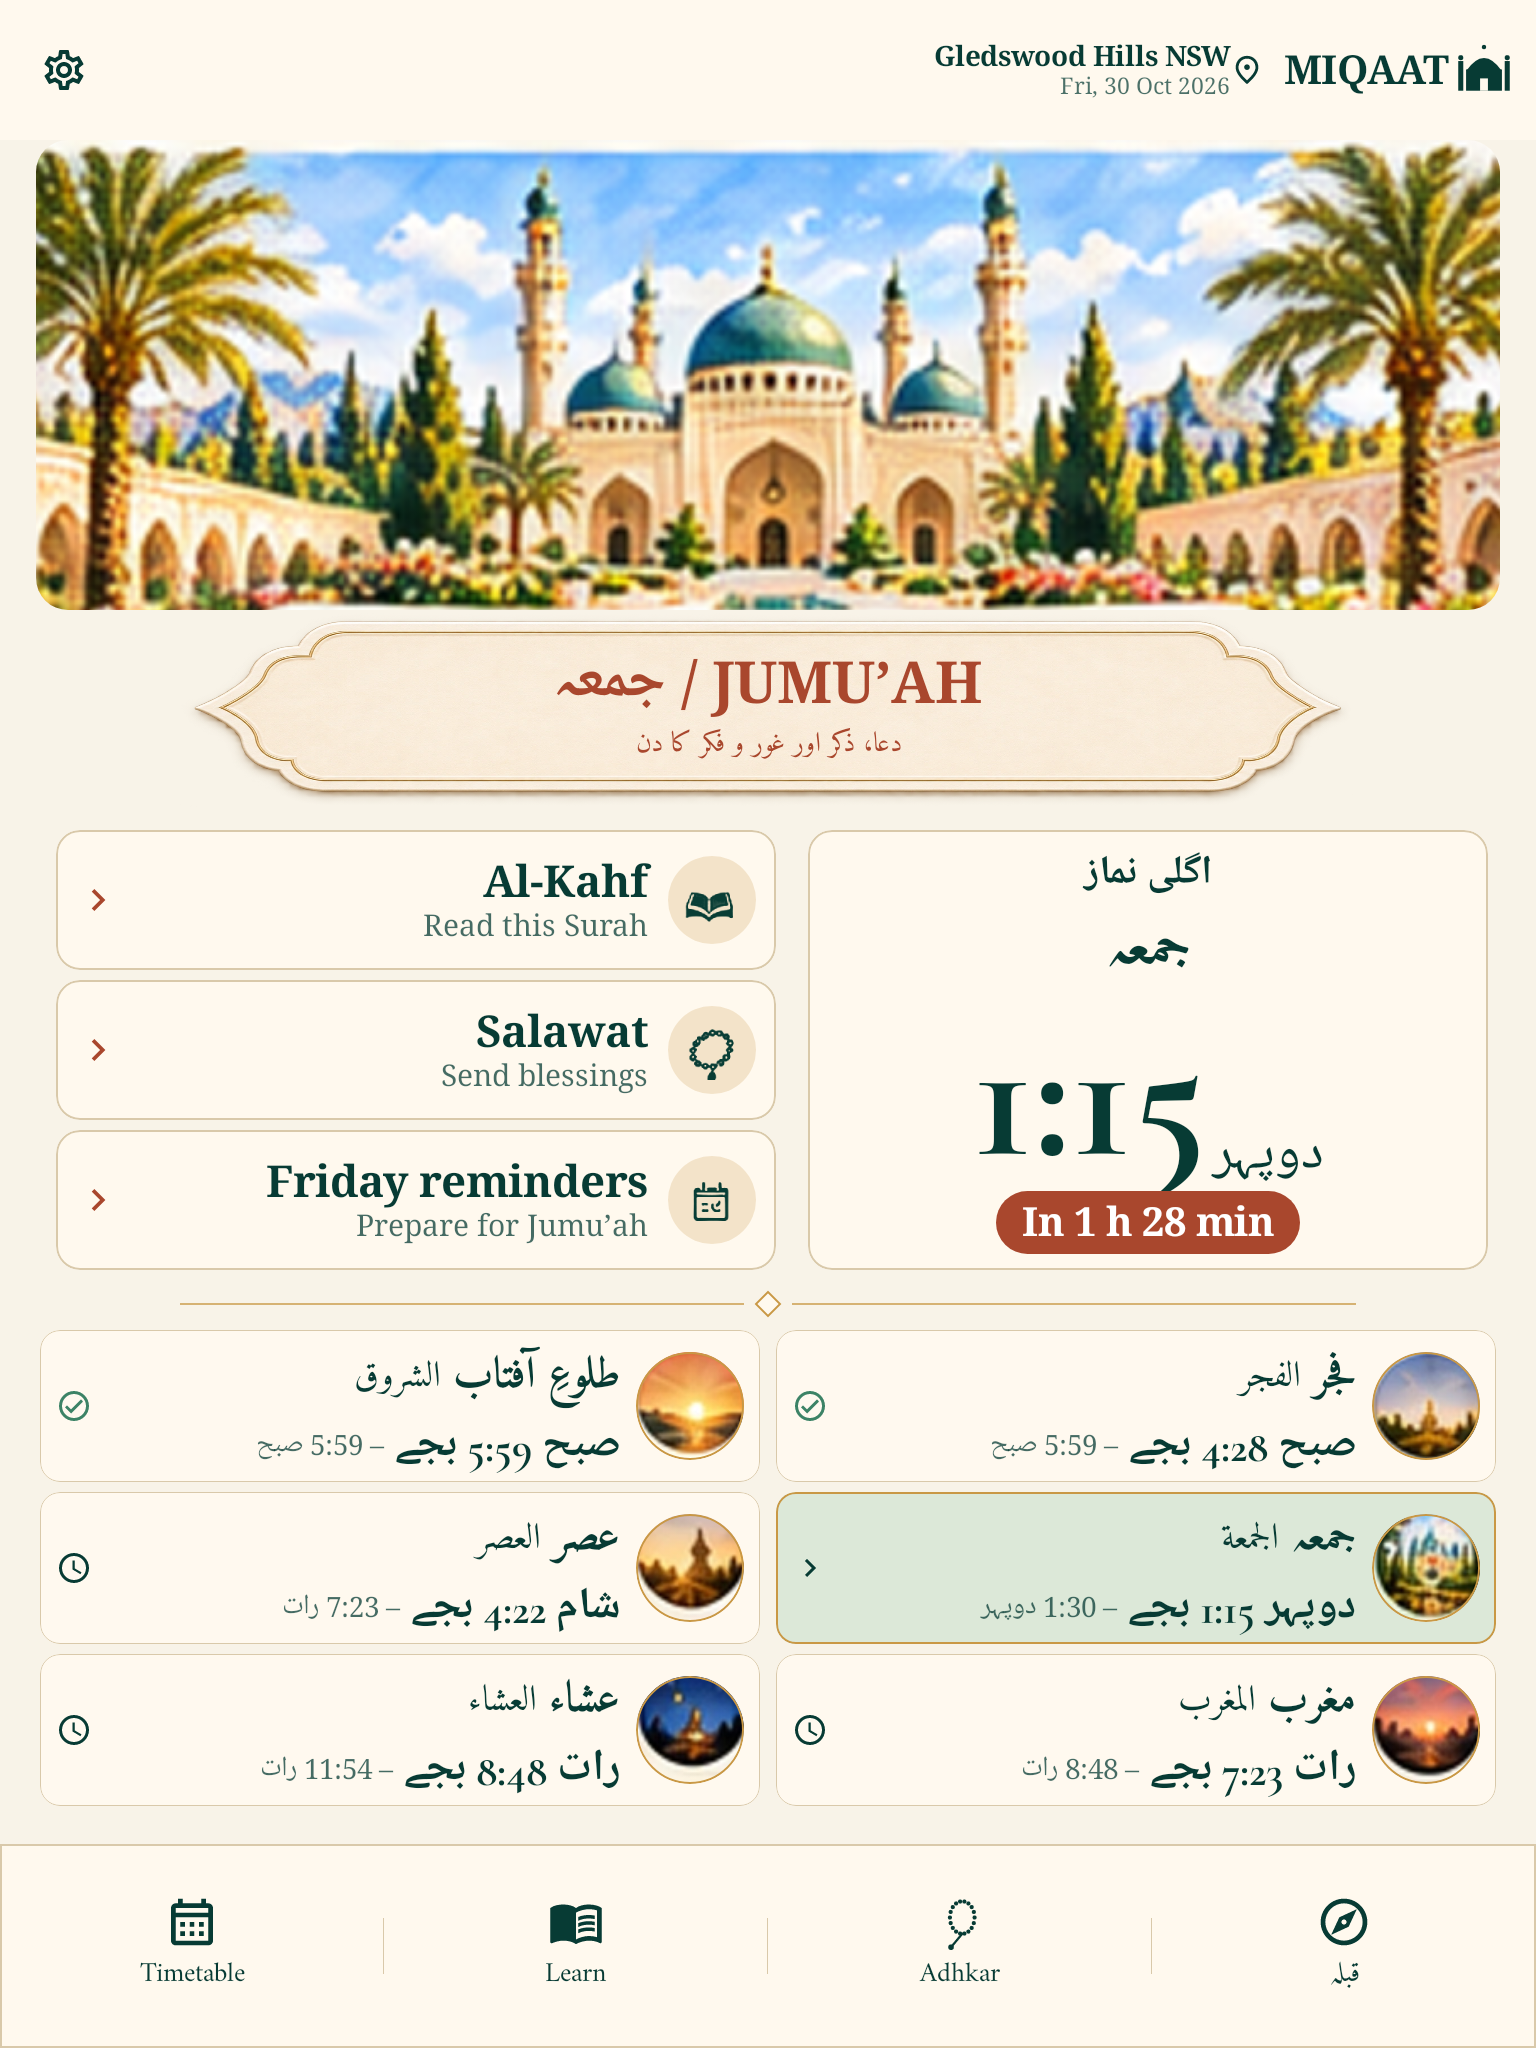 MIQAAT
Gledswood Hills NSW
Fri, 30 Oct 2026
جمعہ / JUMU’AH
دعا، ذکر اور غور و فکر کا دن
اگلی نماز
جمعہ
1:15 دوپہر
In 1 h 28 min
Al-Kahf
Read this Surah
Salawat
Send blessings
Friday reminders
Prepare for Jumu’ah
فجر الفجر
صبح 4:28 بجے – 5:59 صبح
طلوعِ آفتاب الشروق
صبح 5:59 بجے – 5:59 صبح
جمعہ الجمعة
دوپہر 1:15 بجے – 1:30 دوپہر
عصر العصر
شام 4:22 بجے – 7:23 رات
مغرب المغرب
رات 7:23 بجے – 8:48 رات
عشاء العشاء
رات 8:48 بجے – 11:54 رات
قبلہ
Adhkar
Learn
Timetable